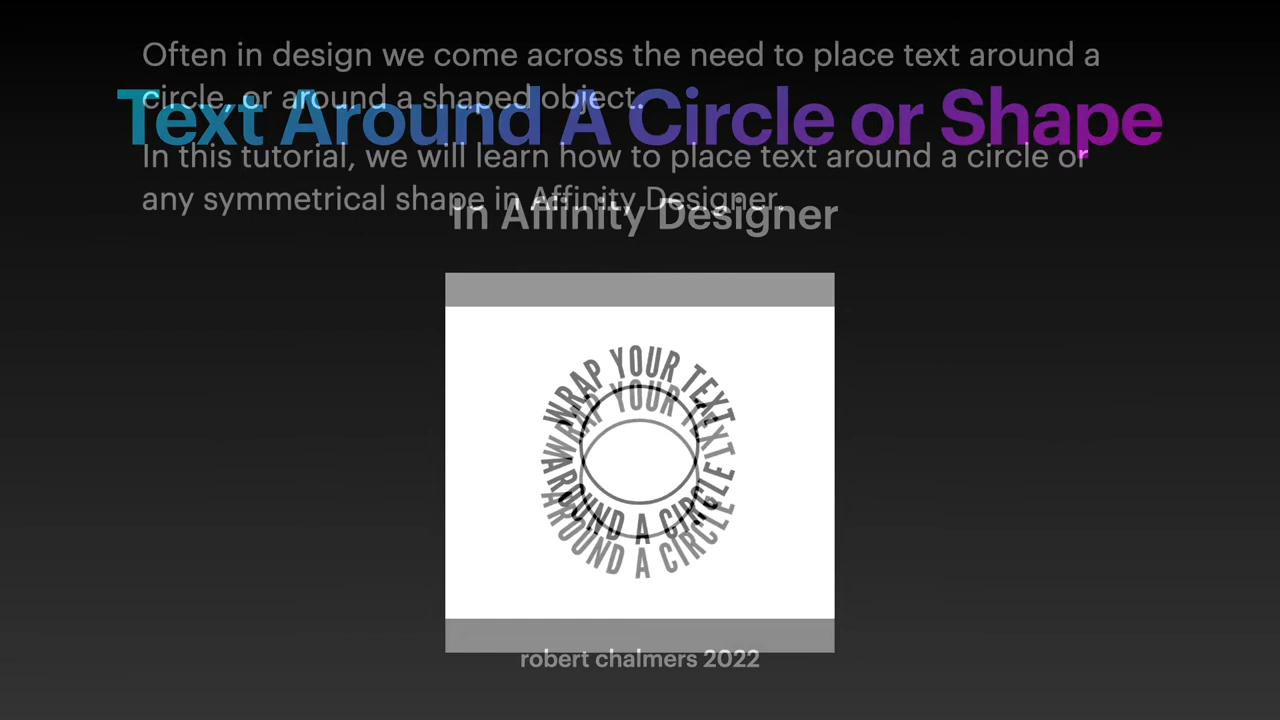 Often in design we come across the need to place text around a
circle, or around a shaped object.
Text Around A Circle or Shape
In this tutorial, we will learn how to place text around a circle or
any symmetrical shape in Affinity Designer.
in Affinity Designer
WRAP YOUR TEXT
AROUND A CIRCLE
WRAP YOUR TEXT
AROUND A CIRCLE
robert chalmers 2022